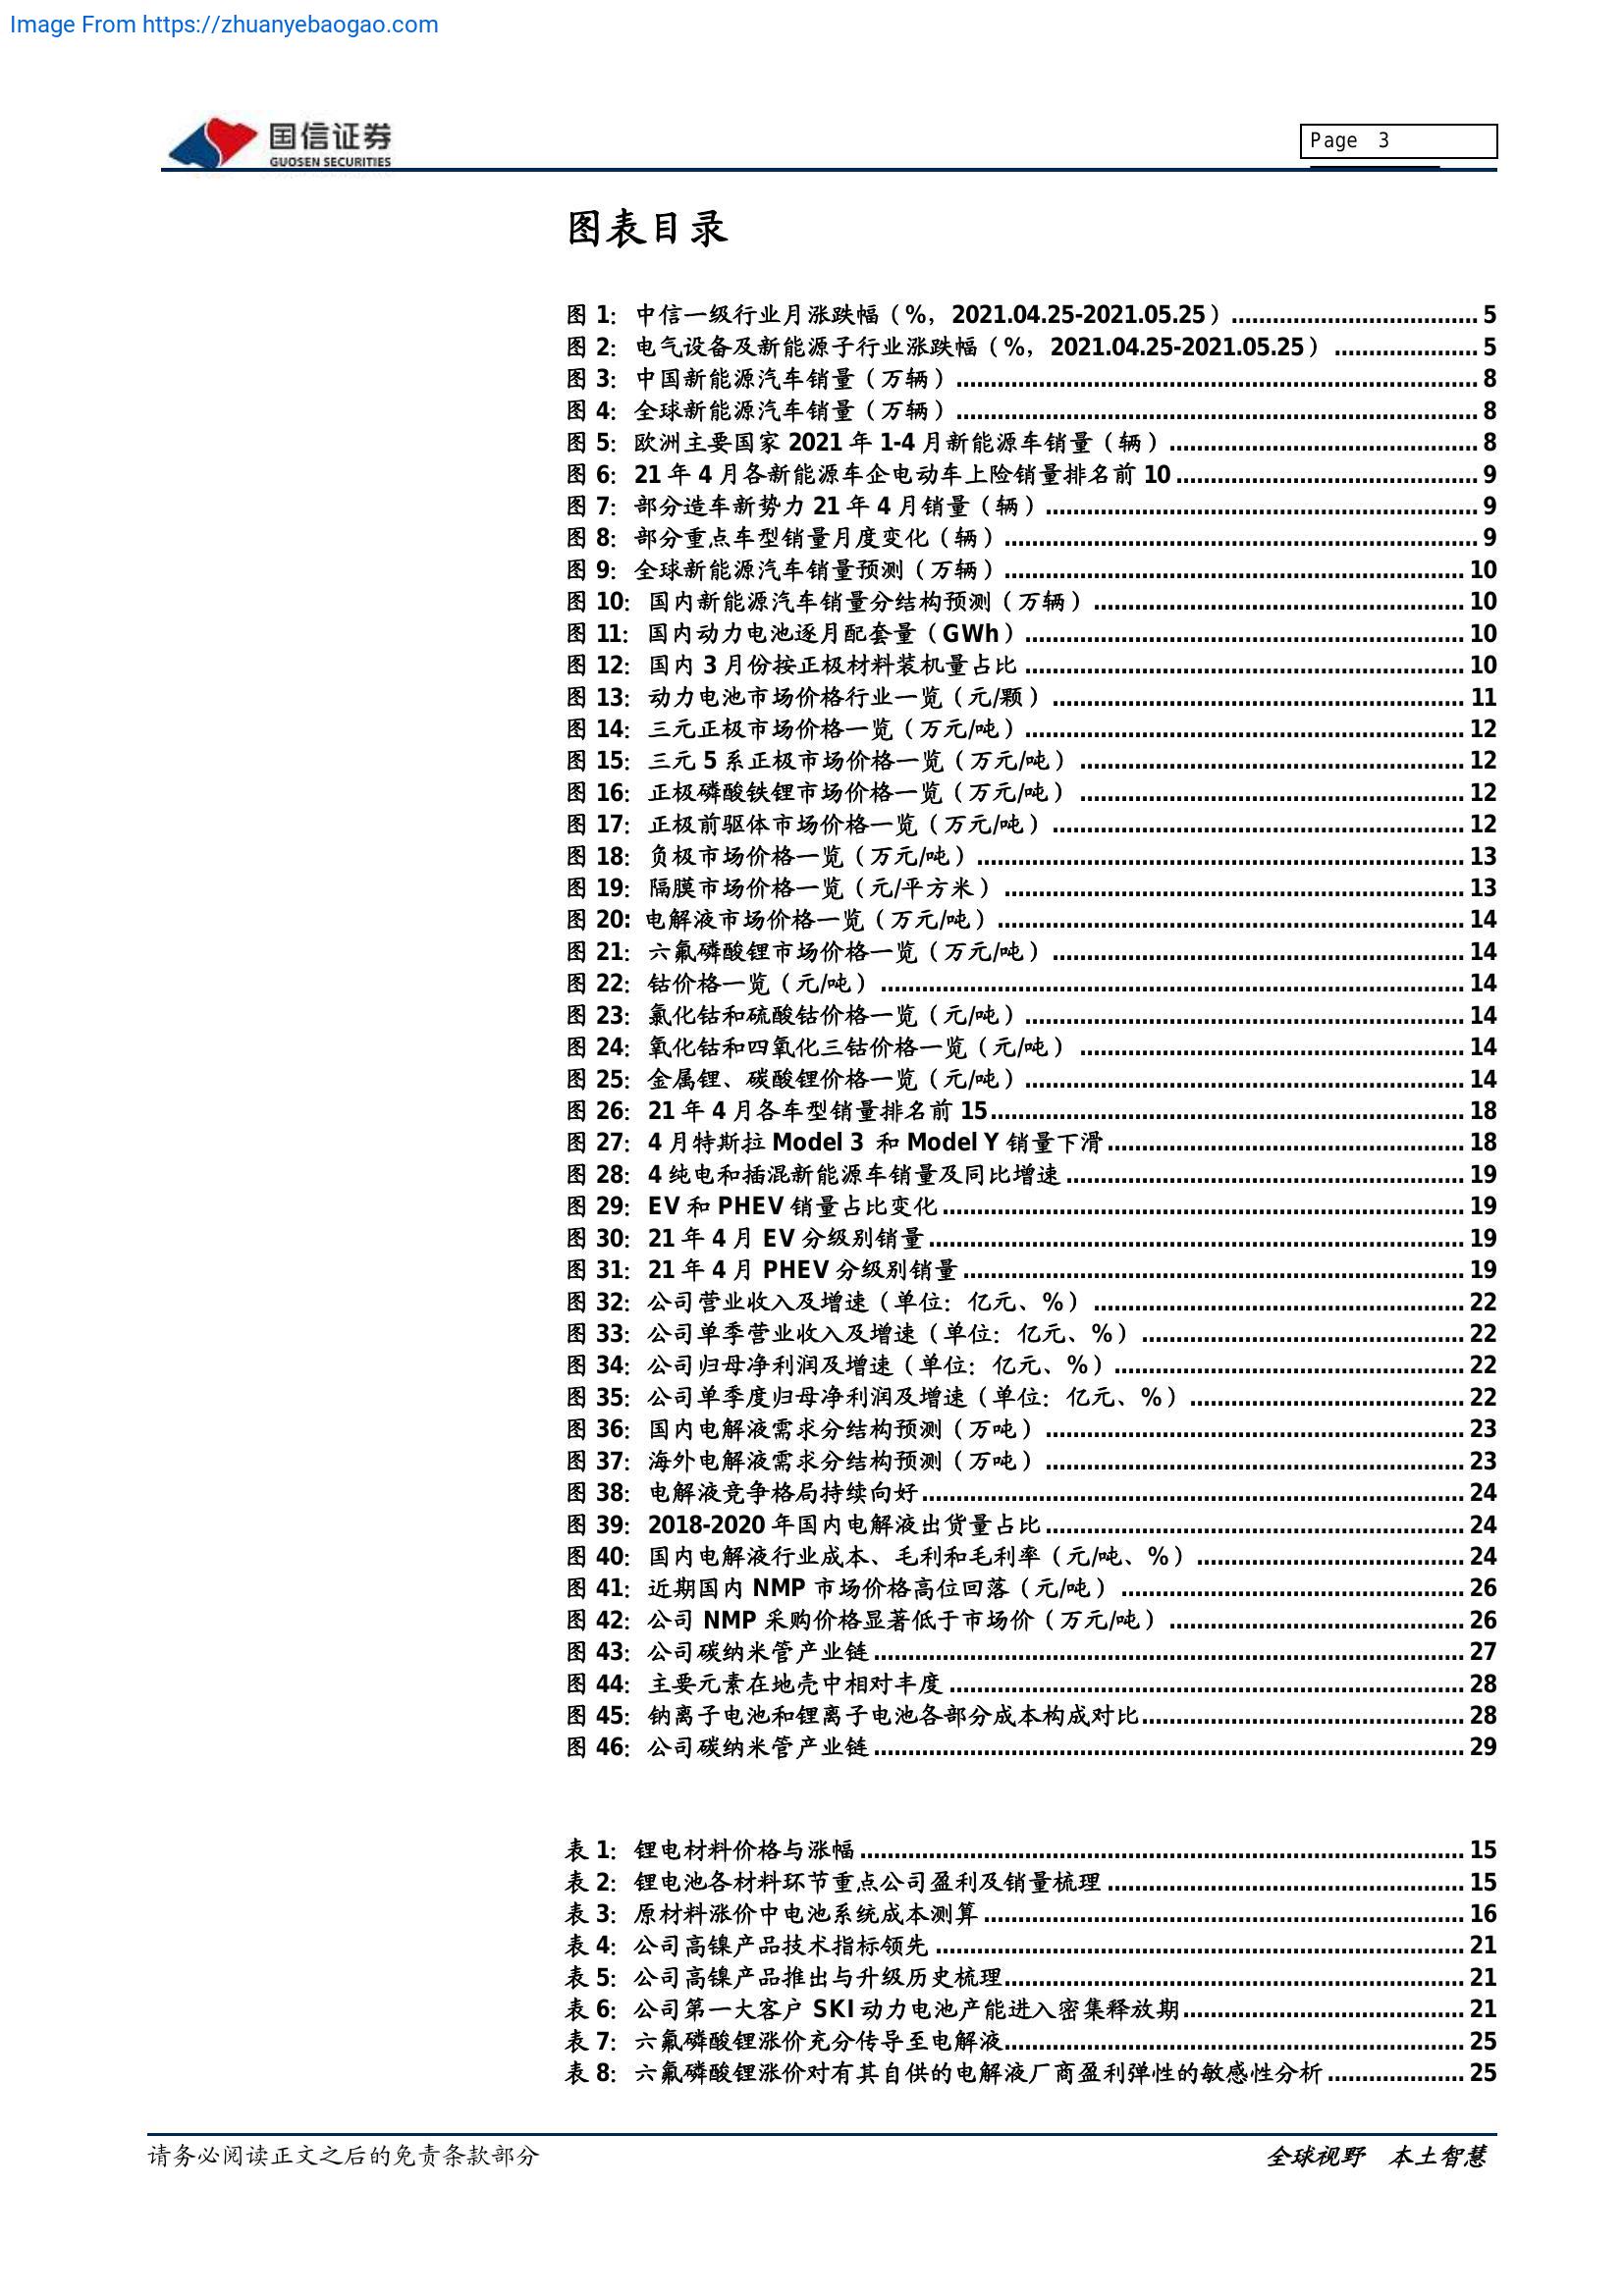 Image From https://zhuanyebaogao.com
国信证券
GUOSEN SECURITIES
Page 3
图表目录
图 1：中信一级行业月涨跌幅（%，2021.04.25-2021.05.25）.................................... 5
图 2：电气设备及新能源子行业涨跌幅（%，2021.04.25-2021.05.25）..................... 5
图 3：中国新能源汽车销量（万辆）............................................................................ 8
图 4：全球新能源汽车销量（万辆）............................................................................ 8
图 5：欧洲主要国家 2021 年 1-4 月新能源车销量（辆）............................................. 8
图 6：21 年 4 月各新能源车企电动车上险销量排名前 10 ............................................ 9
图 7：部分造车新势力 21 年 4 月销量（辆）............................................................... 9
图 8：部分重点车型销量月度变化（辆）..................................................................... 9
图 9：全球新能源汽车销量预测（万辆）................................................................... 10
图 10：国内新能源汽车销量分结构预测（万辆）...................................................... 10
图 11：国内动力电池逐月配套量（GWh）................................................................ 10
图 12：国内 3 月份按正极材料装机量占比 ................................................................ 10
图 13：动力电池市场价格行业一览（元/颗）............................................................ 11
图 14：三元正极市场价格一览（万元/吨）................................................................ 12
图 15：三元 5 系正极市场价格一览（万元/吨）........................................................ 12
图 16：正极磷酸铁锂市场价格一览（万元/吨）........................................................ 12
图 17：正极前驱体市场价格一览（万元/吨）............................................................ 12
图 18：负极市场价格一览（万元/吨）....................................................................... 13
图 19：隔膜市场价格一览（元/平方米）................................................................... 13
图 20: 电解液市场价格一览（万元/吨）.................................................................... 14
图 21：六氟磷酸锂市场价格一览（万元/吨）............................................................ 14
图 22：钴价格一览（元/吨）..................................................................................... 14
图 23：氯化钴和硫酸钴价格一览（元/吨）................................................................ 14
图 24：氧化钴和四氧化三钴价格一览（元/吨）........................................................ 14
图 25：金属锂、碳酸锂价格一览（元/吨）................................................................ 14
图 26：21 年 4 月各车型销量排名前 15..................................................................... 18
图 27：4 月特斯拉 Model 3 和 Model Y 销量下滑.................................................... 18
图 28：4 纯电和插混新能源车销量及同比增速.......................................................... 19
图 29：EV 和 PHEV 销量占比变化............................................................................ 19
图 30：21 年 4 月 EV 分级别销量.............................................................................. 19
图 31：21 年 4 月 PHEV 分级别销量......................................................................... 19
图 32：公司营业收入及增速（单位：亿元、%）...................................................... 22
图 33：公司单季营业收入及增速（单位：亿元、%）............................................... 22
图 34：公司归母净利润及增速（单位：亿元、%）................................................... 22
图 35：公司单季度归母净利润及增速（单位：亿元、%）........................................ 22
图 36：国内电解液需求分结构预测（万吨）............................................................. 23
图 37：海外电解液需求分结构预测（万吨）............................................................. 23
图 38：电解液竞争格局持续向好............................................................................... 24
图 39：2018-2020 年国内电解液出货量占比............................................................. 24
图 40：国内电解液行业成本、毛利和毛利率（元/吨、%）....................................... 24
图 41：近期国内 NMP 市场价格高位回落（元/吨）.................................................. 26
图 42：公司 NMP 采购价格显著低于市场价（万元/吨）........................................... 26
图 43：公司碳纳米管产业链...................................................................................... 27
图 44：主要元素在地壳中相对丰度 ........................................................................... 28
图 45：钠离子电池和锂离子电池各部分成本构成对比............................................... 28
图 46：公司碳纳米管产业链...................................................................................... 29
表 1：锂电材料价格与涨幅........................................................................................ 15
表 2：锂电池各材料环节重点公司盈利及销量梳理 .................................................... 15
表 3：原材料涨价中电池系统成本测算...................................................................... 16
表 4：公司高镍产品技术指标领先 ............................................................................. 21
表 5：公司高镍产品推出与升级历史梳理................................................................... 21
表 6：公司第一大客户 SKI 动力电池产能进入密集释放期......................................... 21
表 7：六氟磷酸锂涨价充分传导至电解液................................................................... 25
表 8：六氟磷酸锂涨价对有其自供的电解液厂商盈利弹性的敏感性分析.................... 25
请务必阅读正文之后的免责条款部分
全球视野 本土智慧